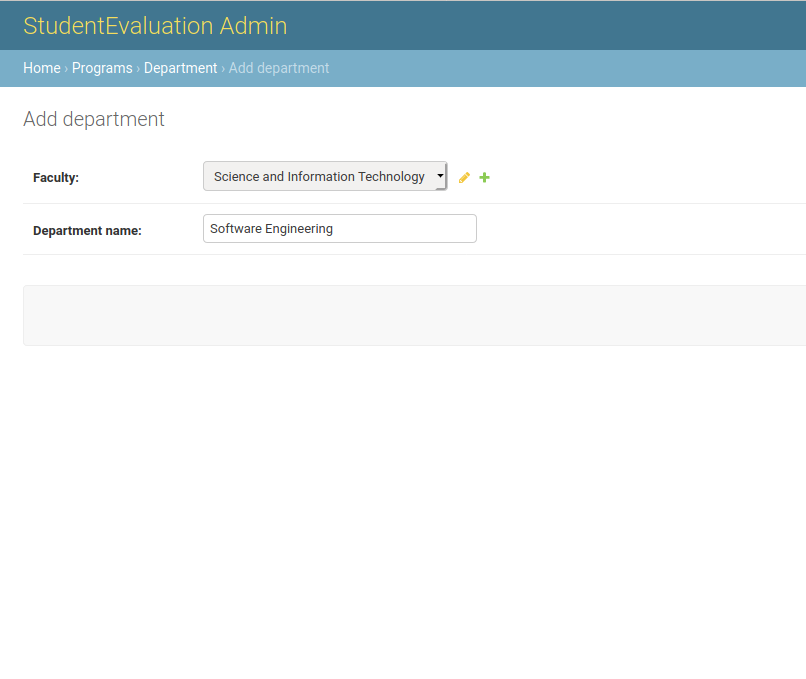 StudentEvaluation Admin
Home › Programs › Department › Add department
Add department
Faculty: Science and Information Technology
Department name: Software Engineering